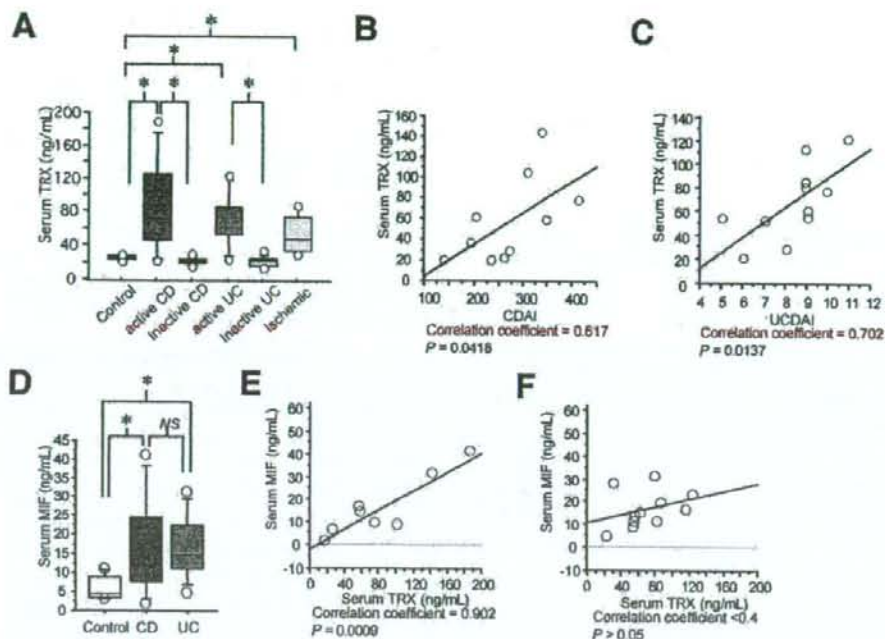 A
*
*
*
*
*
Serum TRX (ng/mL)
200
160
120
80
40
0
Control
active CD
Inactive CD
active UC
Inactive UC
Ischemic
B
Serum TRX (ng/mL)
160
140
120
100
80
60
40
20
0
100 200 300 400
CDAI
Correlation coefficient = 0.617
P = 0.0418
C
Serum TRX (ng/mL)
160
140
120
100
80
60
40
20
0
4 5 6 7 8 9 10 11 12
UCDAI
Correlation coefficient = 0.702
P = 0.0137
D
*
*
NS
Serum MIF (ng/mL)
45
40
35
30
25
20
15
10
5
0
Control CD UC
E
Serum MIF (ng/mL)
60
50
40
30
20
10
0
-10
0 40 80 120 160 200
Serum TRX (ng/mL)
Correlation coefficient = 0.902
P = 0.0009
F
Serum MIF (ng/mL)
60
50
40
30
20
10
0
-10
0 40 80 120 160 200
Serum TRX (ng/mL)
Correlation coefficient <0.4
P > 0.05